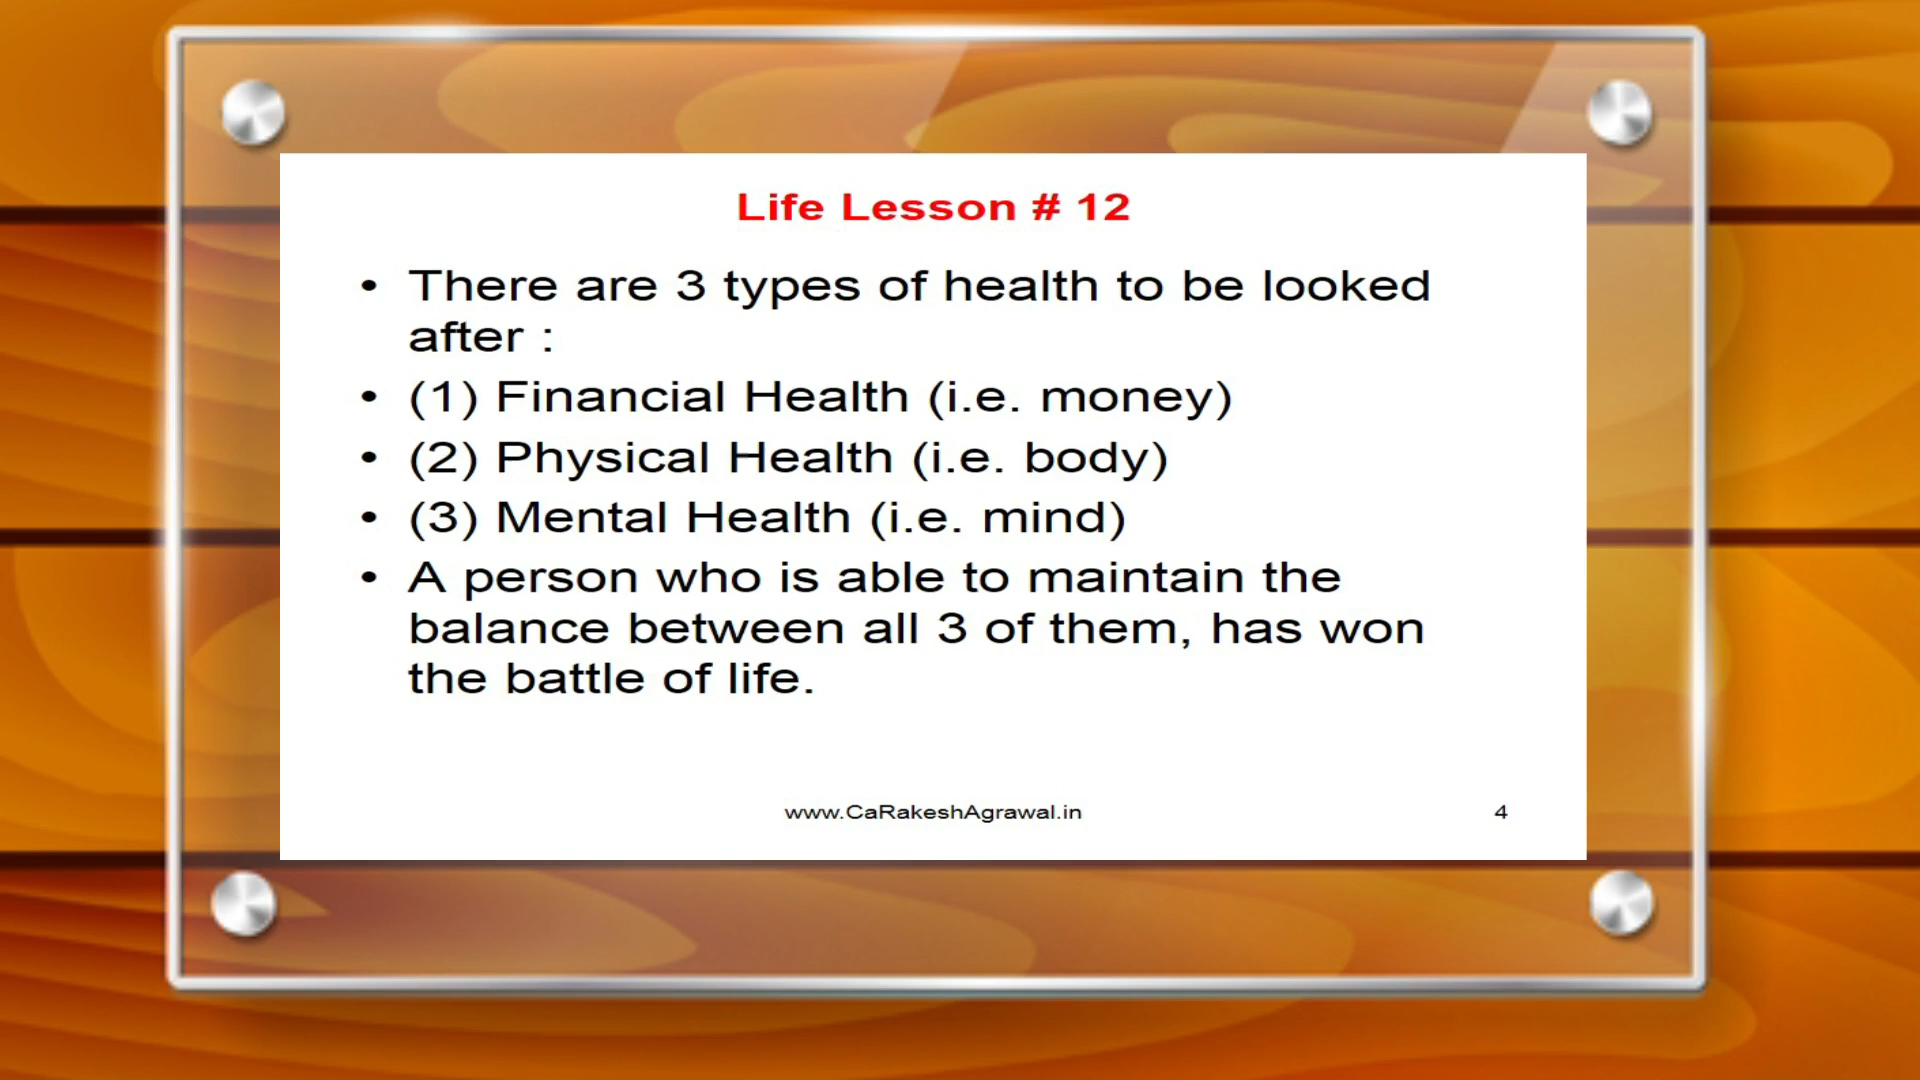 Life Lesson # 12
• There are 3 types of health to be looked
after :
• (1) Financial Health (i.e. money)
• (2) Physical Health (i.e. body)
• (3) Mental Health (i.e. mind)
• A person who is able to maintain the
balance between all 3 of them, has won
the battle of life.
www.CaRakeshAgrawal.in
4